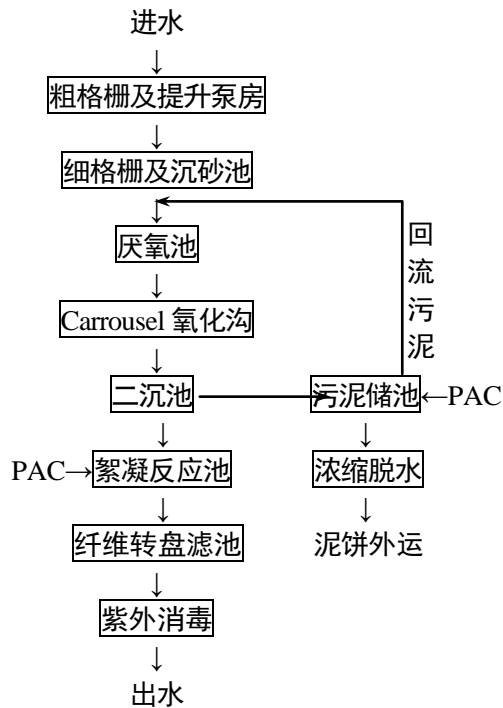 进水
↓
粗格栅及提升泵房
↓
细格栅及沉砂池
↓
厌氧池
回流污泥
↓
Carrousel 氧化沟
↓
二沉池
污泥储池←PAC
↓ ↓
PAC→絮凝反应池
浓缩脱水
↓ ↓
纤维转盘滤池
泥饼外运
↓
紫外消毒
↓
出水